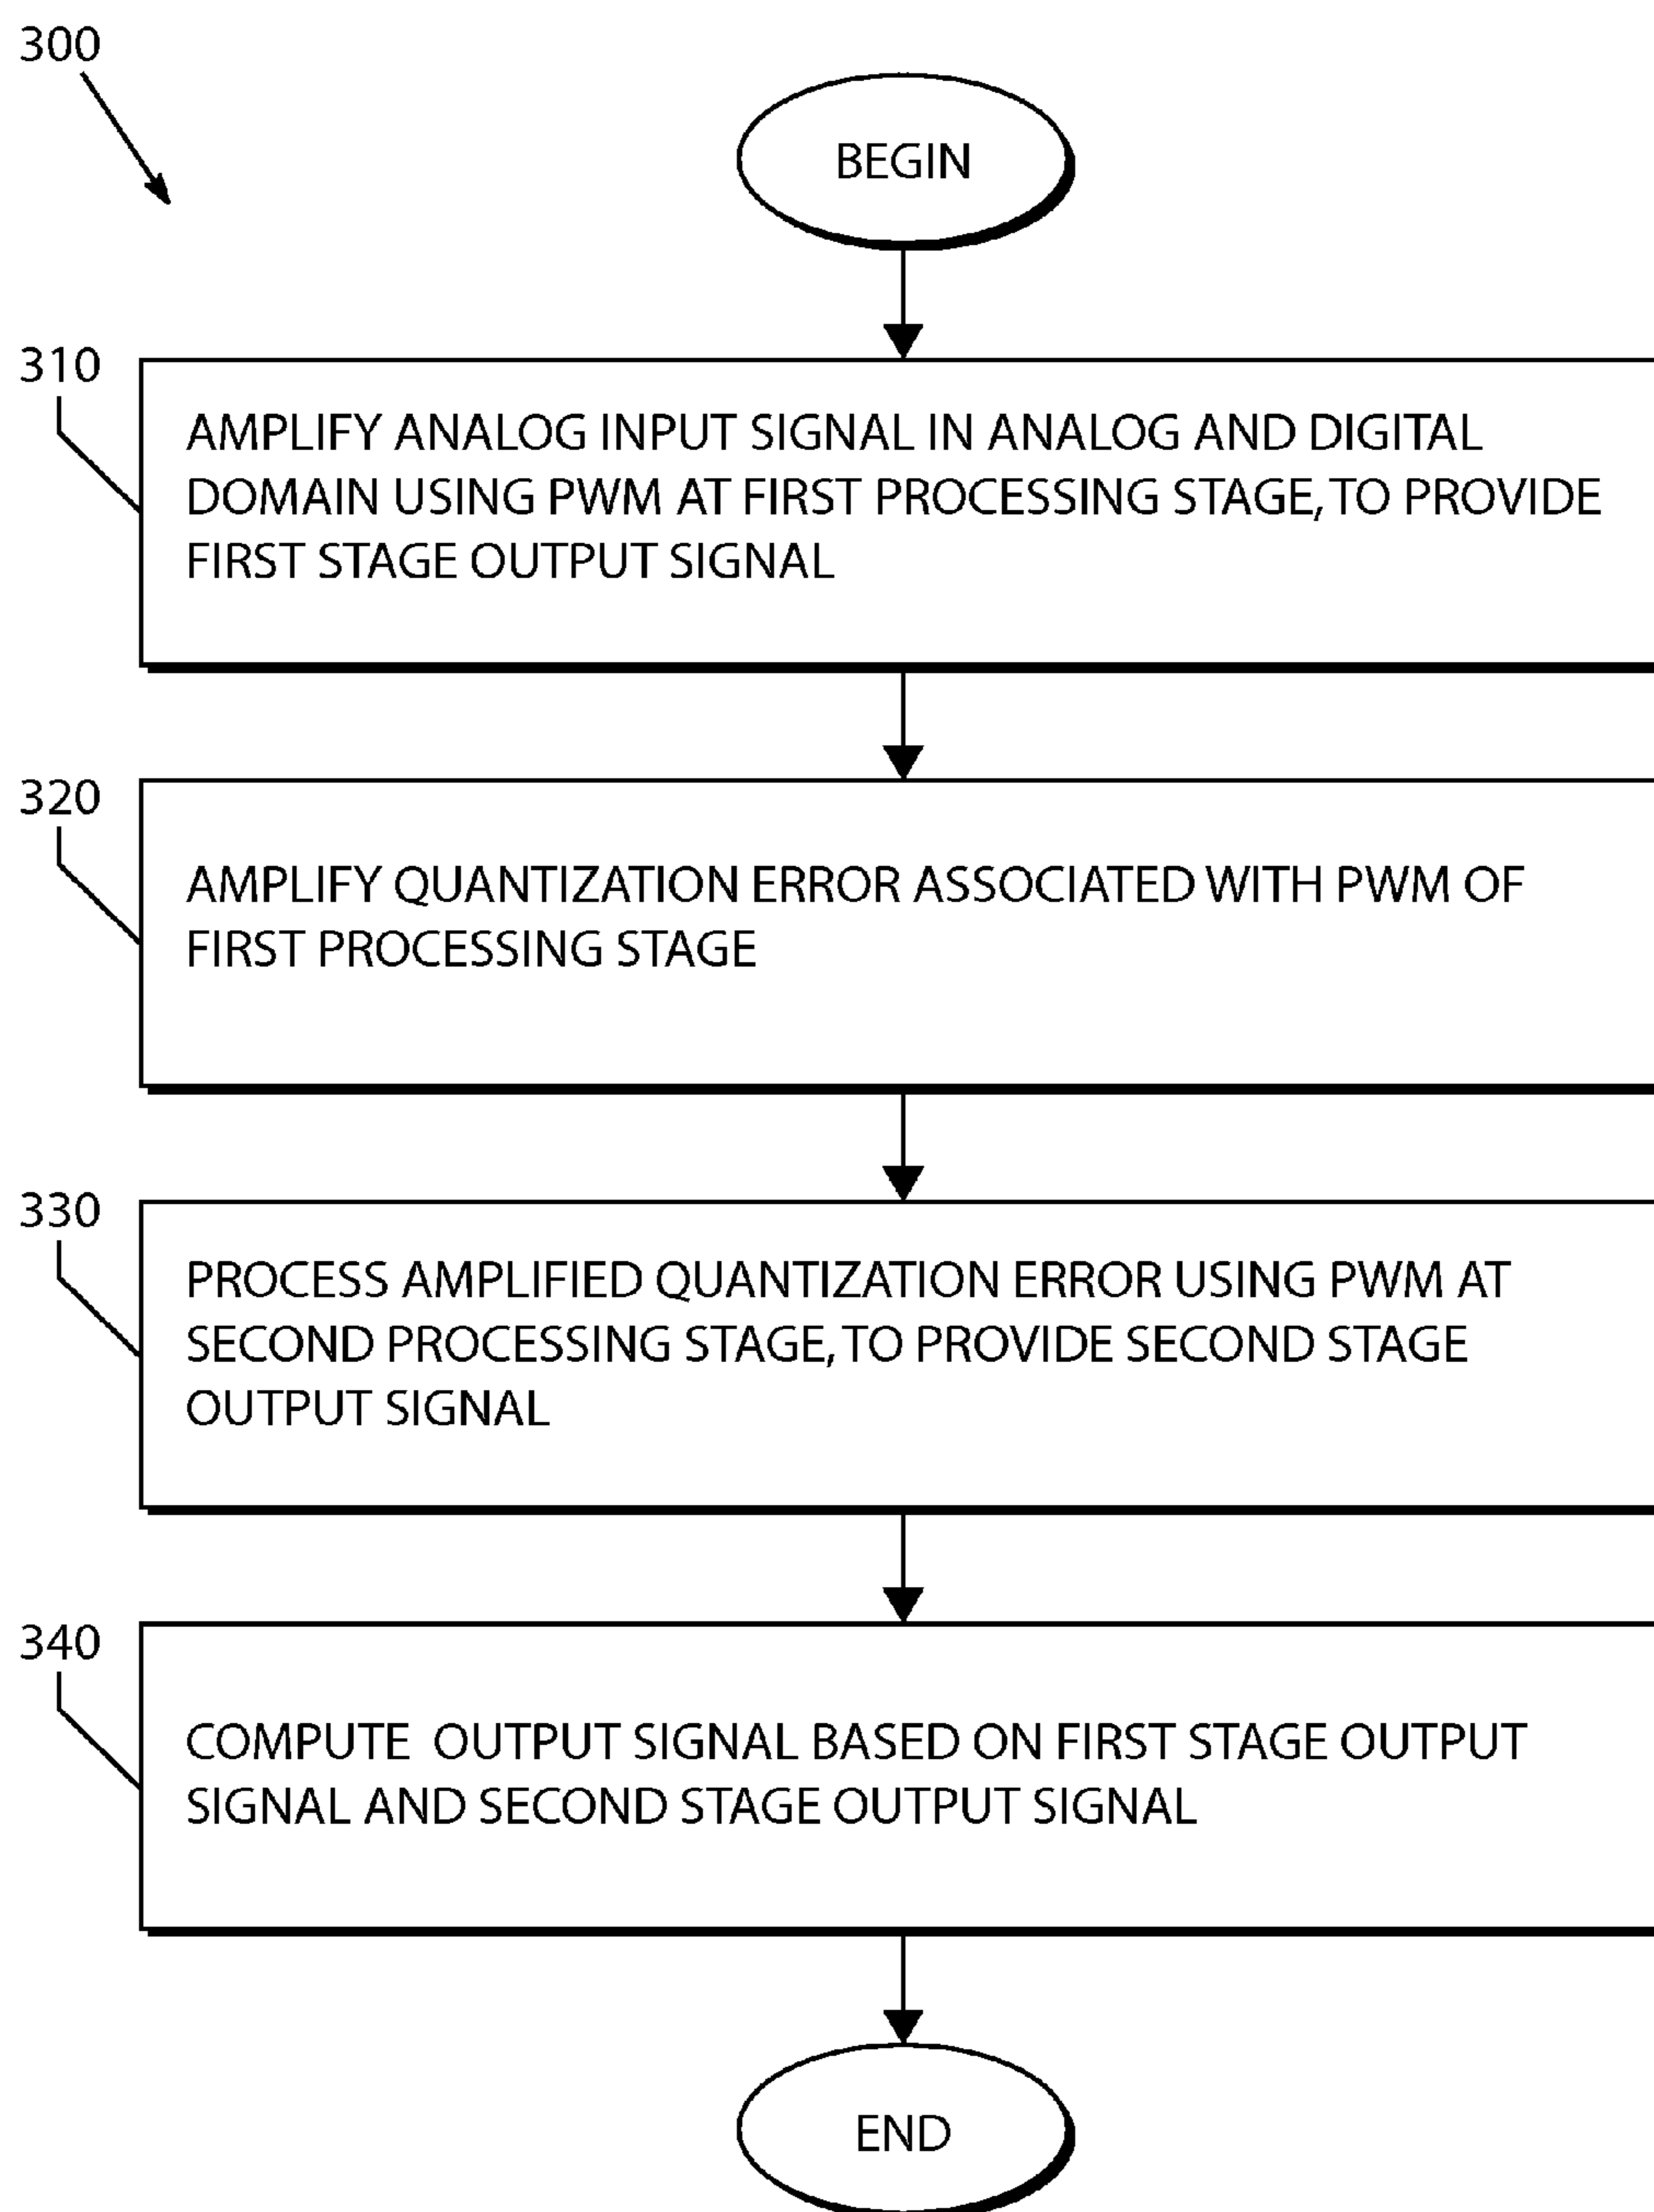 300
BEGIN
310
AMPLIFY ANALOG INPUT SIGNAL IN ANALOG AND DIGITAL
DOMAIN USING PWM AT FIRST PROCESSING STAGE, TO PROVIDE
FIRST STAGE OUTPUT SIGNAL
320
AMPLIFY QUANTIZATION ERROR ASSOCIATED WITH PWM OF
FIRST PROCESSING STAGE
330
PROCESS AMPLIFIED QUANTIZATION ERROR USING PWM AT
SECOND PROCESSING STAGE, TO PROVIDE SECOND STAGE
OUTPUT SIGNAL
340
COMPUTE OUTPUT SIGNAL BASED ON FIRST STAGE OUTPUT
SIGNAL AND SECOND STAGE OUTPUT SIGNAL
END